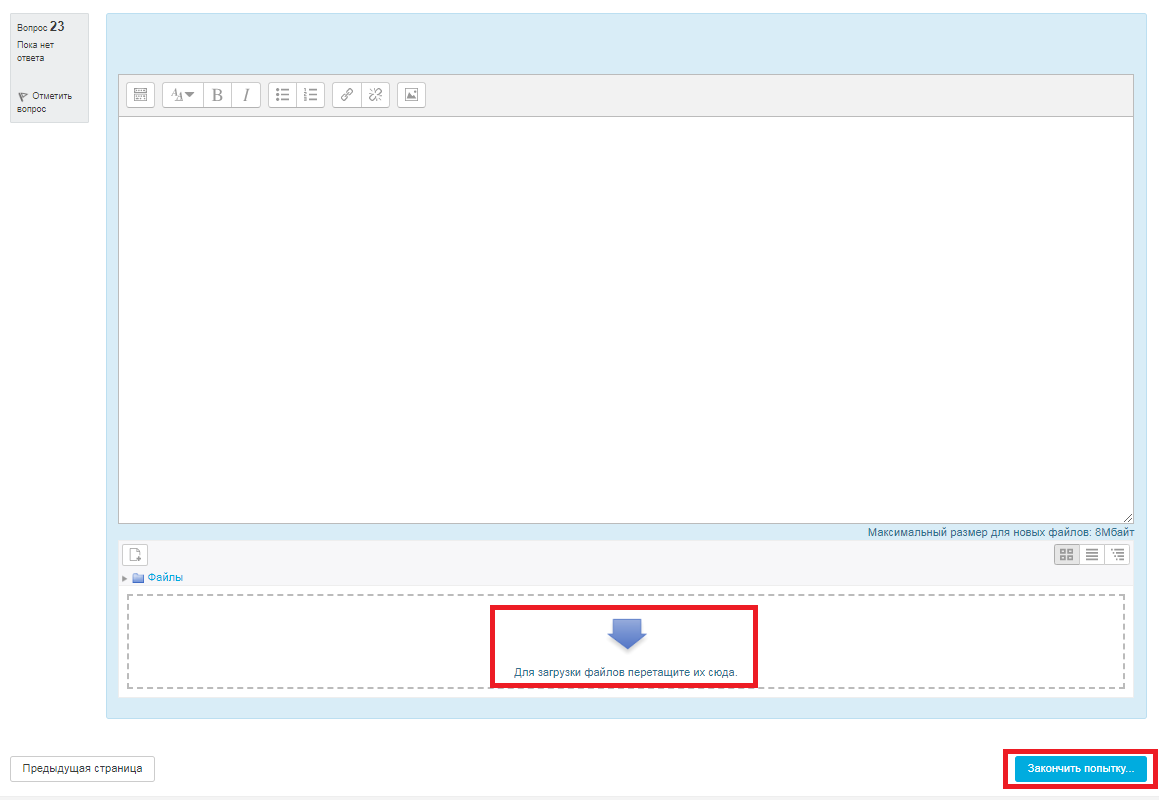 Вопрос 23
Пока нет
ответа
Отметить
вопрос
Максимальный размер для новых файлов: 8Мбайт
Файлы
Для загрузки файлов перетащите их сюда.
Предыдущая страница
Закончить попытку...